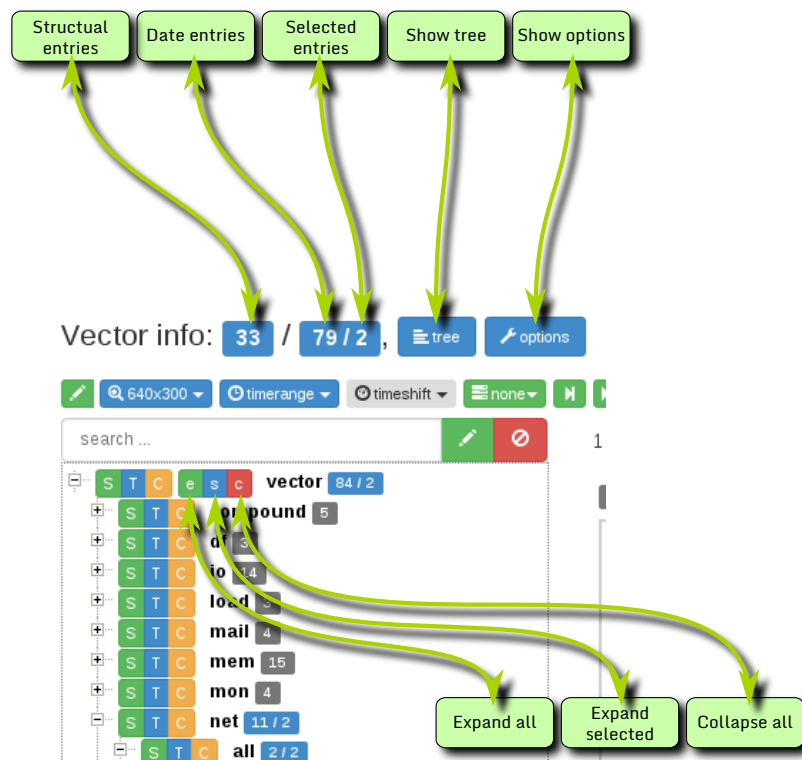 Structual
entries
Date entries
Selected
entries
Show tree
Show options
Vector info: 33 / 79 / 2 , tree options
640x300 timerange timeshift none
search ...
1
S T C e s c vector 84 / 2
S T C compound 5
S T C df 3
S T C io 14
S T C load 3
S T C mail 4
S T C mem 15
S T C mon 4
S T C net 11 / 2
S T C all 2 / 2
Expand all
Expand
selected
Collapse all